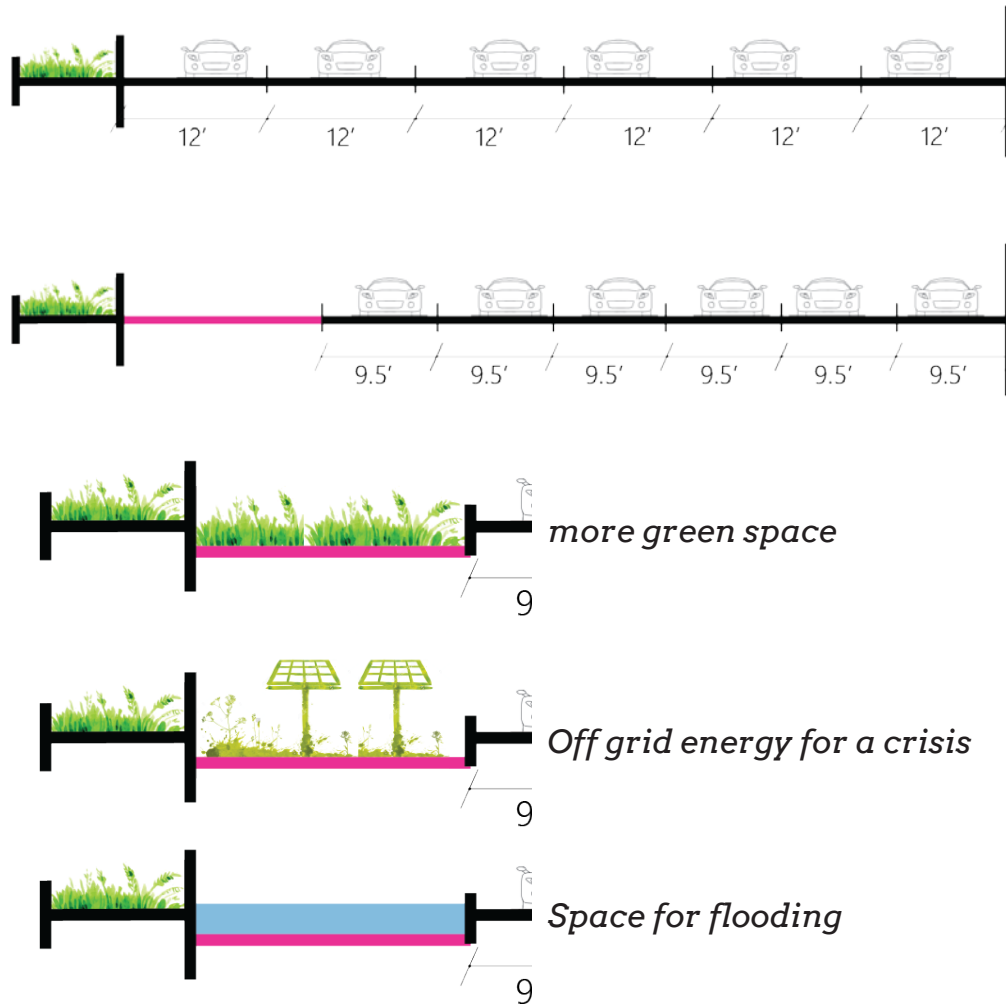 12′ 12′ 12′ 12′ 12′ 12′
9.5′ 9.5′ 9.5′ 9.5′ 9.5′ 9.5′
more green space
9
Off grid energy for a crisis
9
Space for flooding
9